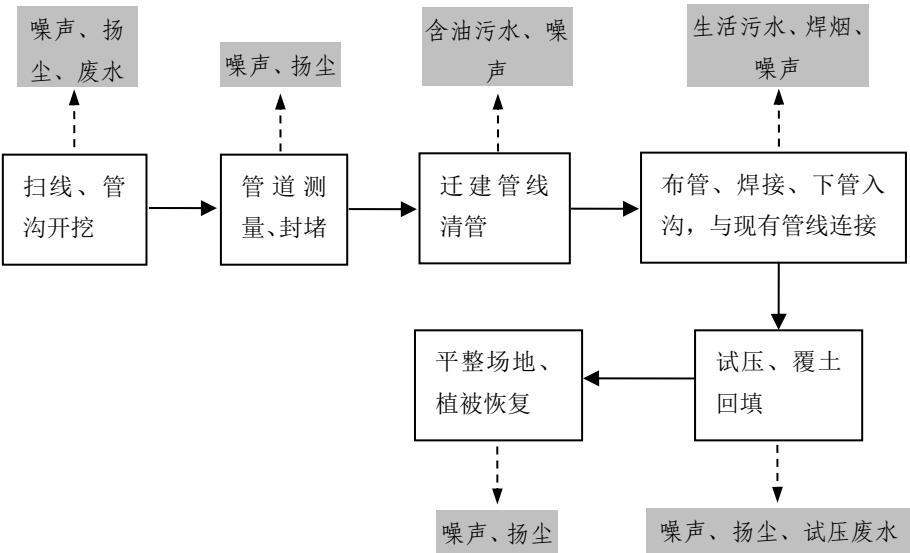 噪声、扬
尘、废水
噪声、扬尘
含油污水、噪
声
生活污水、焊烟、
噪声
扫线、管
沟开挖
管道测
量、封堵
迁建管线
清管
布管、焊接、下管入
沟，与现有管线连接
平整场地、
植被恢复
试压、覆土
回填
噪声、扬尘
噪声、扬尘、试压废水